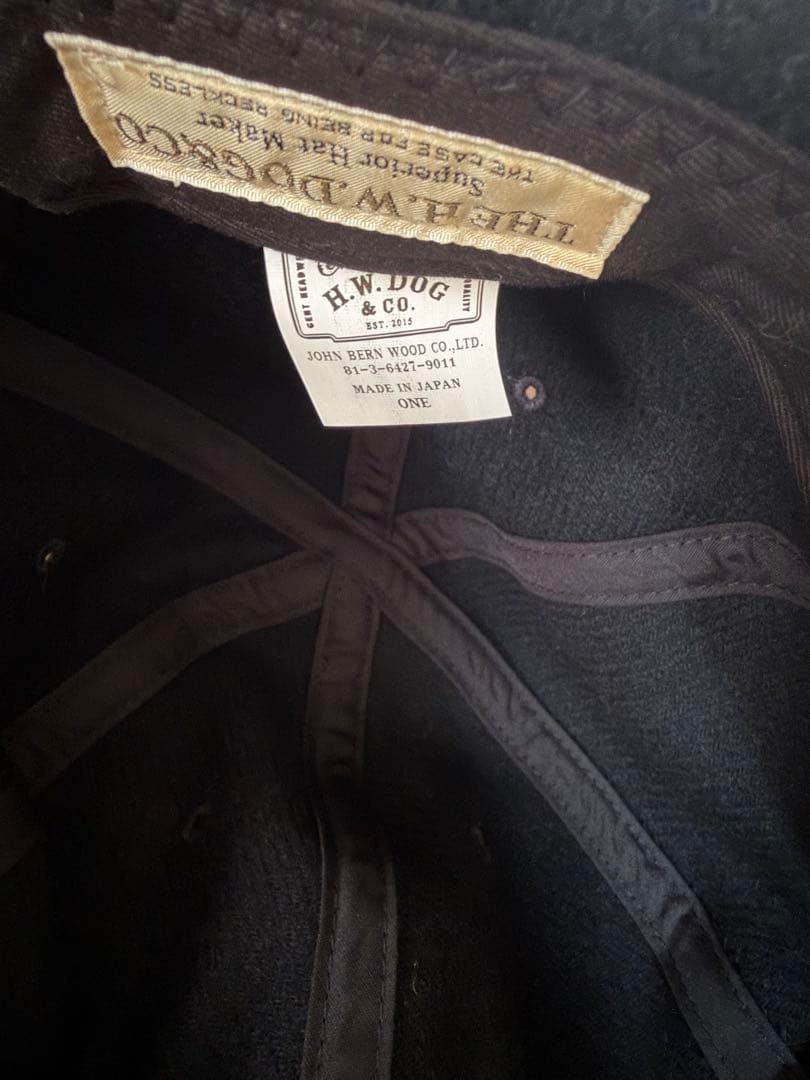 THE H.W.DOG&CO
Superior Hat Maker
THE CASE FOR BEING RECKLESS
H.W. DOG
& CO.
EST. 2015
JOHN BERN WOOD CO.,LTD.
81-3-6427-9011
MADE IN JAPAN
ONE